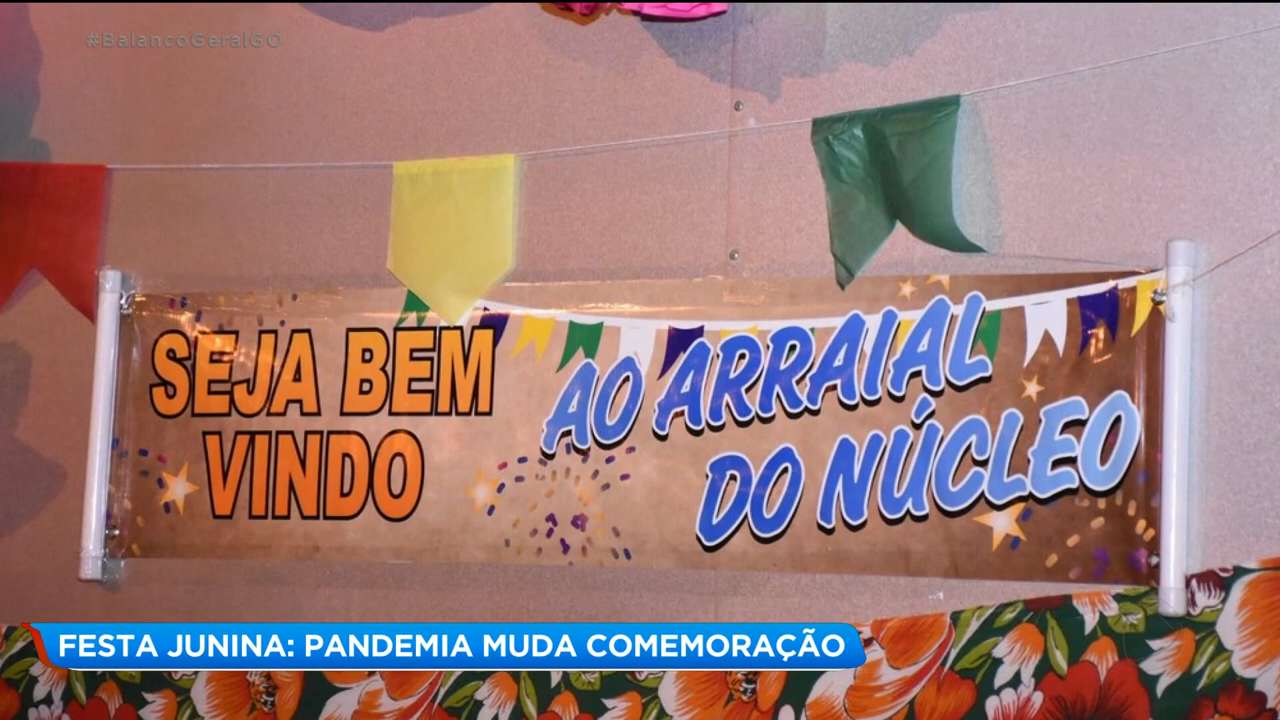 #BalancoGeralGO
SEJA BEM
VINDO
AO ARRAIAL
DO NÚCLEO
FESTA JUNINA: PANDEMIA MUDA COMEMORAÇÃO